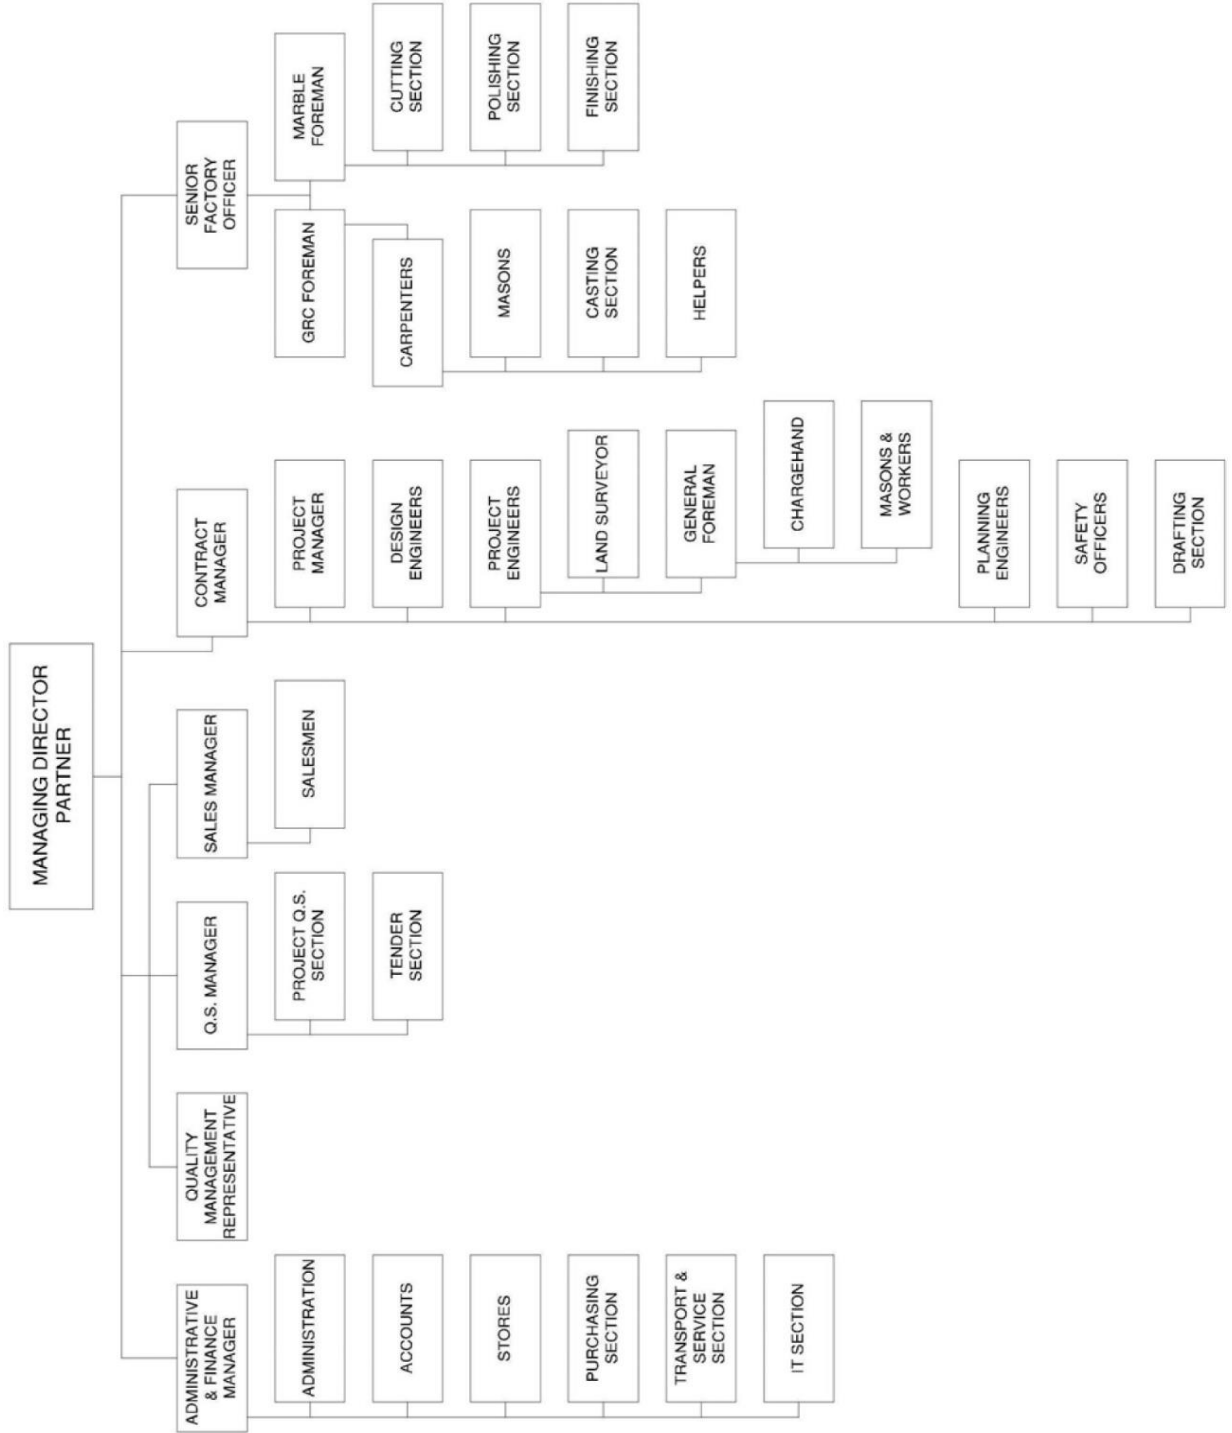 MANAGING DIRECTOR
PARTNER
ADMINISTRATIVE
& FINANCE
MANAGER
ADMINISTRATION
ACCOUNTS
STORES
PURCHASING
SECTION
TRANSPORT &
SERVICE
SECTION
IT SECTION
QUALITY
MANAGEMENT
REPRESENTATIVE
Q.S. MANAGER
PROJECT Q.S.
SECTION
TENDER
SECTION
SALES MANAGER
SALESMEN
CONTRACT
MANAGER
PROJECT
MANAGER
DESIGN
ENGINEERS
PROJECT
ENGINEERS
LAND SURVEYOR
GENERAL
FOREMAN
CHARGEHAND
MASONS &
WORKERS
PLANNING
ENGINEERS
SAFETY
OFFICERS
DRAFTING
SECTION
SENIOR
FACTORY
OFFICER
GRC FOREMAN
CARPENTERS
MASONS
CASTING
SECTION
HELPERS
MARBLE
FOREMAN
CUTTING
SECTION
POLISHING
SECTION
FINISHING
SECTION